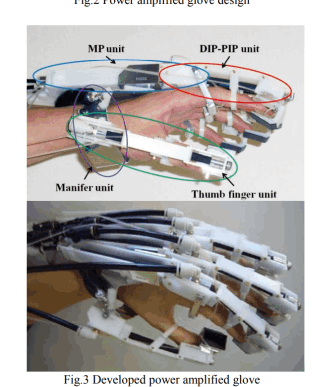 Fig.2 Power amplified glove design
MP unit
DIP-PIP unit
Manifer unit
Thumb finger unit
Fig.3 Developed power amplified glove